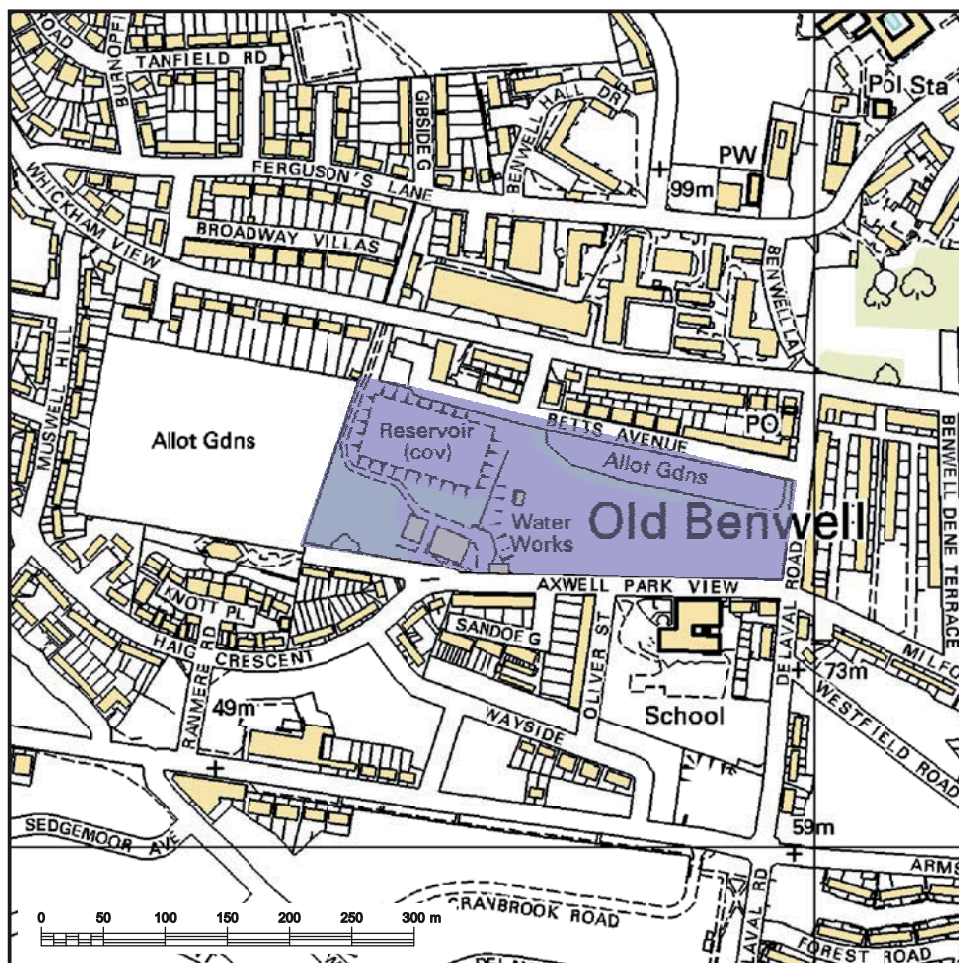 ROAD
BURNOPF
TANFIELD RD
GIBSIDE G
BENWELL HALL DR
Pol Sta
PW
99m
FERGUSON'S LANE
WHICKHAM VIEW
BROADWAY VILLAS
BENWELL LA
MUSWELL HILL
Allot Gdns
Reservoir
(cov)
BETTS AVENUE
PO
Allot Gdns
BENWELL DENE TERRACE
Water
Works
Old Benwell
AXWELL PARK VIEW
DELAVAL ROAD
KNOTT PL
HAIG CRESCENT
RANMERE RD
SANDOE G
OLIVER ST
School
MILFO
73m
WESTFIELD ROAD
49m
WAYSIDE
59m
SEDGEMOOR AVE
ARMS
CRANBROOK ROAD
LAVAL RD
FOREST ROAD
0 50 100 150 200 250 300 m